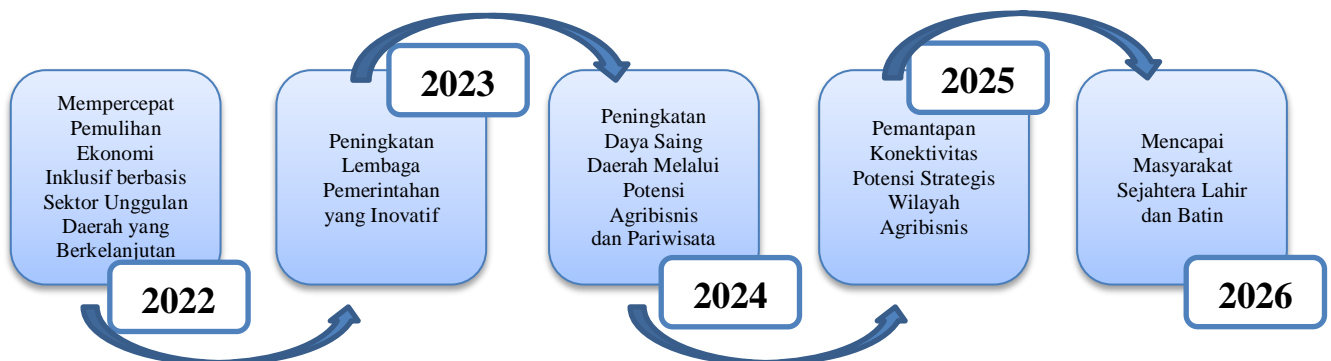 Mempercepat
Pemulihan
Ekonomi
Inklusif berbasis
Sektor Unggulan
Daerah yang
Berkelanjutan
2022
2023
Peningkatan
Lembaga
Pemerintahan
yang Inovatif
Peningkatan
Daya Saing
Daerah Melalui
Potensi
Agribisnis
dan Pariwisata
2024
2025
Pemantapan
Konektivitas
Potensi Strategis
Wilayah
Agribisnis
Mencapai
Masyarakat
Sejahtera Lahir
dan Batin
2026